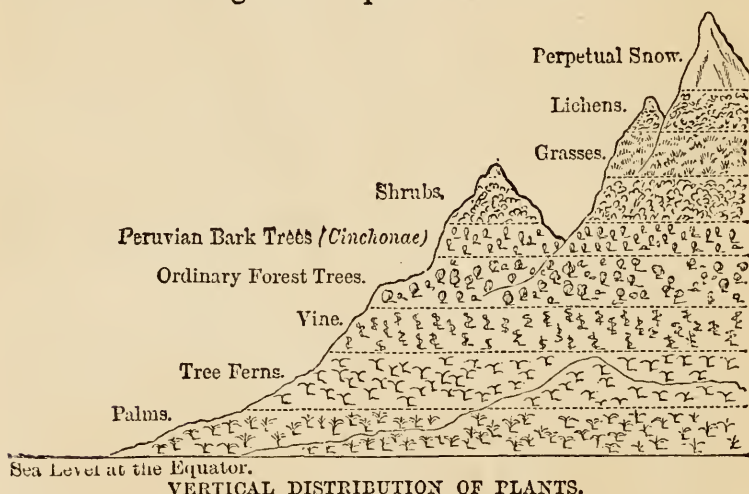 Perpetual Snow.
Lichens.
Grasses.
Shrubs.
Peruvian Bark Trees (Cinchonae)
Ordinary Forest Trees.
Vine.
Tree Ferns.
Palms.
Sea Level at the Equator.
VERTICAL DISTRIBUTION OF PLANTS.